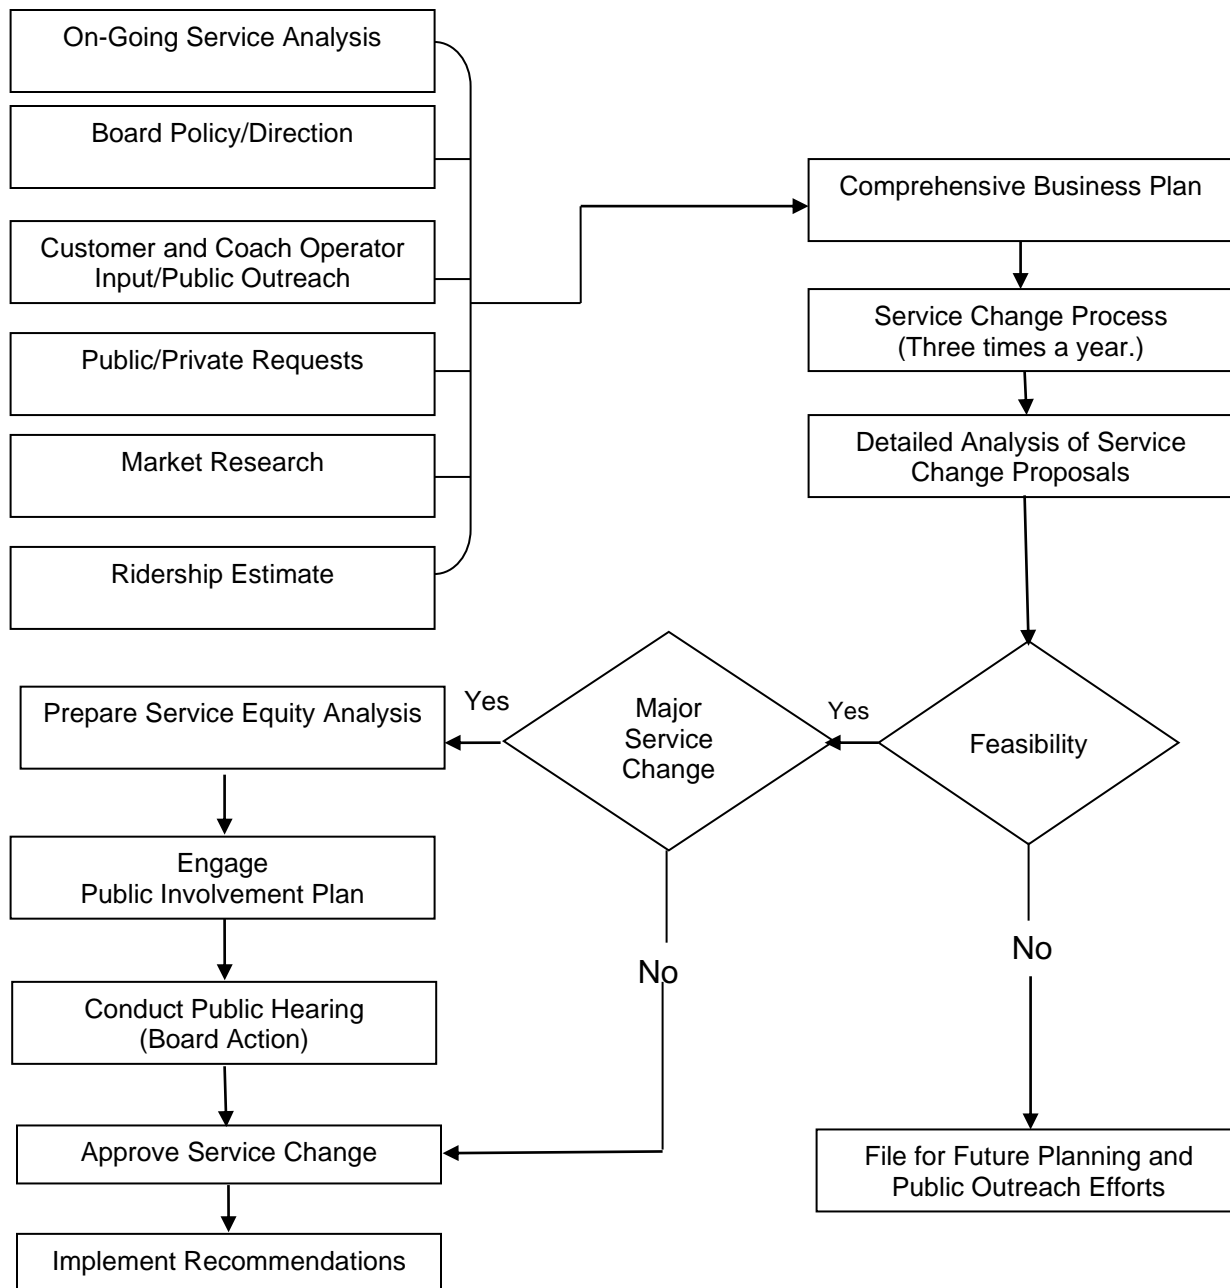 On-Going Service Analysis
Board Policy/Direction
Customer and Coach Operator
Input/Public Outreach
Public/Private Requests
Market Research
Ridership Estimate
Comprehensive Business Plan
Service Change Process
(Three times a year.)
Detailed Analysis of Service
Change Proposals
Feasibility
Yes
No
Major
Service
Change
Yes
No
Prepare Service Equity Analysis
Engage
Public Involvement Plan
Conduct Public Hearing
(Board Action)
Approve Service Change
Implement Recommendations
File for Future Planning and
Public Outreach Efforts